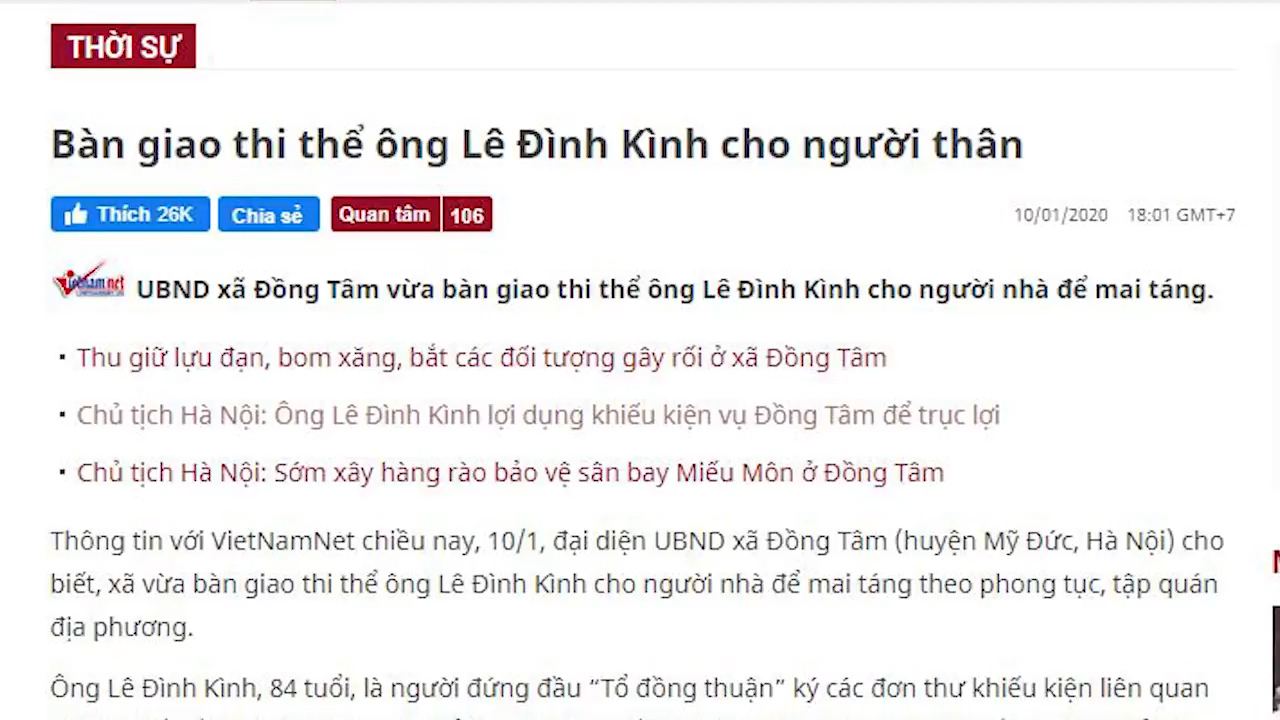 THỜI SỰ
Bàn giao thi thể ông Lê Đình Kình cho người thân
Thích 26K Chia sẻ Quan tâm 106 10/01/2020 18:01 GMT+7
Vietnam.net UBND xã Đồng Tâm vừa bàn giao thi thể ông Lê Đình Kình cho người nhà để mai táng.
▪ Thu giữ lựu đạn, bom xăng, bắt các đối tượng gây rối ở xã Đồng Tâm
▪ Chủ tịch Hà Nội: Ông Lê Đình Kình lợi dụng khiếu kiện vụ Đồng Tâm để trục lợi
▪ Chủ tịch Hà Nội: Sớm xây hàng rào bảo vệ sân bay Miếu Môn ở Đồng Tâm
Thông tin với VietNamNet chiều nay, 10/1, đại diện UBND xã Đồng Tâm (huyện Mỹ Đức, Hà Nội) cho
biết, xã vừa bàn giao thi thể ông Lê Đình Kình cho người nhà để mai táng theo phong tục, tập quán
địa phương.
Ông Lê Đình Kình, 84 tuổi, là người đứng đầu “Tổ đồng thuận” ký các đơn thư khiếu kiện liên quan